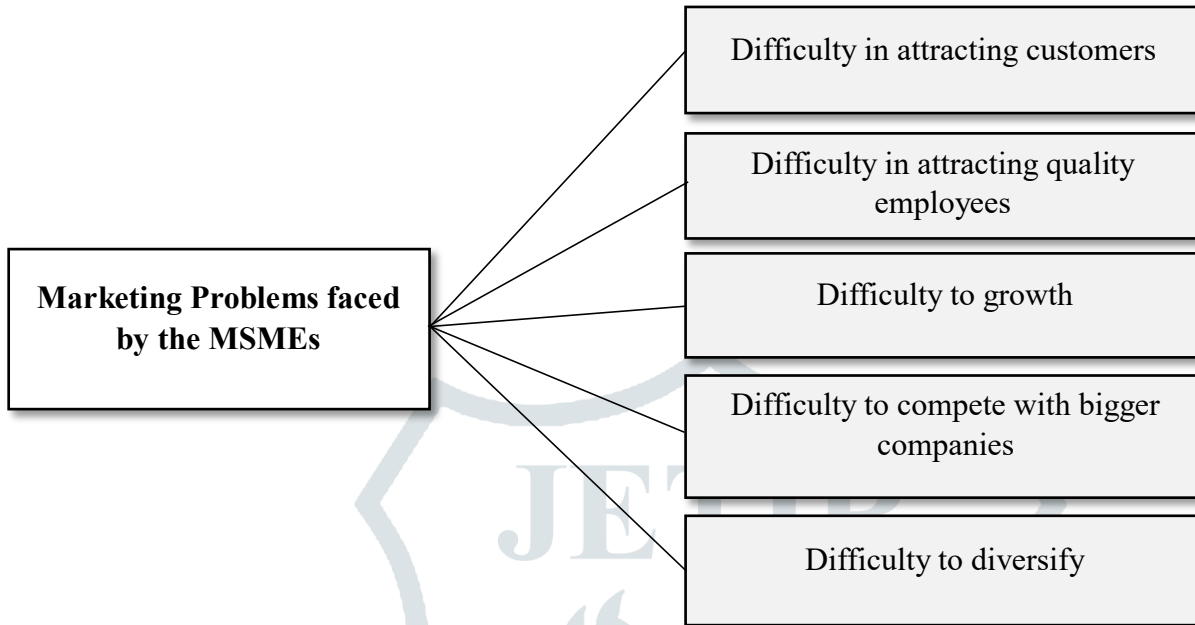 Difficulty in attracting customers
Difficulty in attracting quality
employees
Marketing Problems faced
by the MSMEs
Difficulty to growth
Difficulty to compete with bigger
companies
Difficulty to diversify